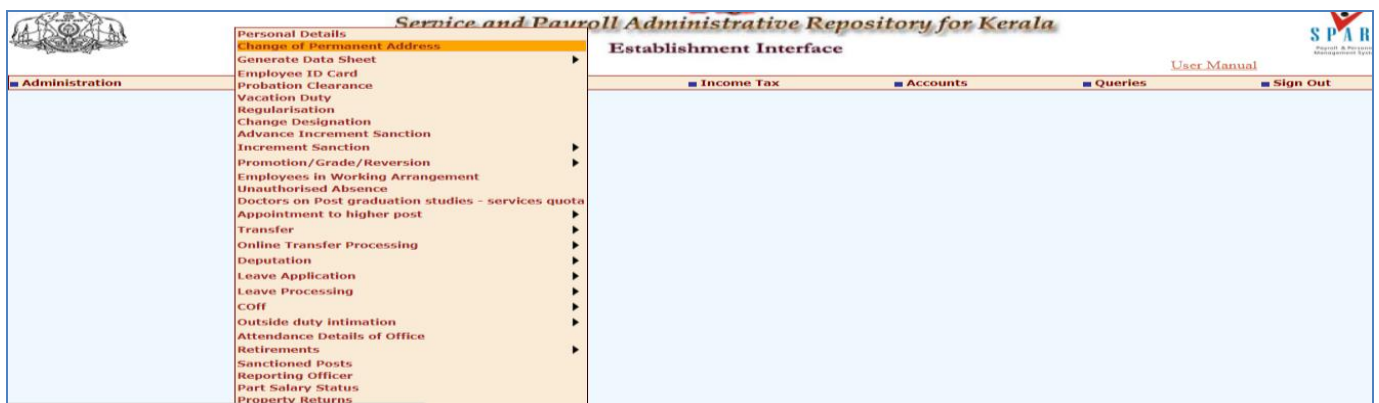 Service and Payroll Administrative Repository for Kerala
SPAR
Payroll & Personn
Management Syste
Establishment Interface
User Manual
Administration
Income Tax
Accounts
Queries
Sign Out
Personal Details
Change of Permanent Address
Generate Data Sheet
Employee ID Card
Probation Clearance
Vacation Duty
Regularisation
Change Designation
Advance Increment Sanction
Increment Sanction
Promotion/Grade/Reversion
Employees in Working Arrangement
Unauthorised Absence
Doctors on Post graduation studies - services quota
Appointment to higher post
Transfer
Online Transfer Processing
Deputation
Leave Application
Leave Processing
COff
Outside duty intimation
Attendance Details of Office
Retirements
Sanctioned Posts
Reporting Officer
Part Salary Status
Property Returns